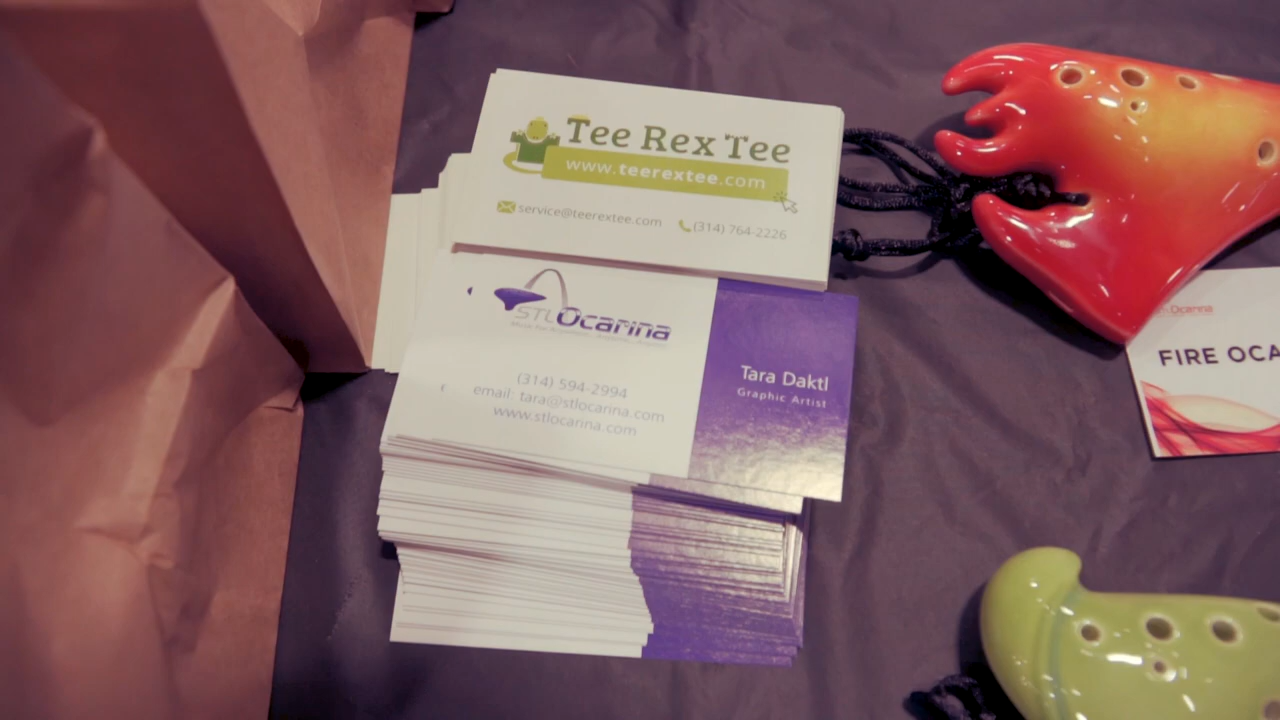 Tee Rex Tee
www.teerextee.com
service@teerextee.com (314) 764-2226
STLOcarina
(314) 594-2994
email: tara@stlocarina.com
www.stlocarina.com
Tara Daktl
Graphic Artist
Ocarina
FIRE OCA